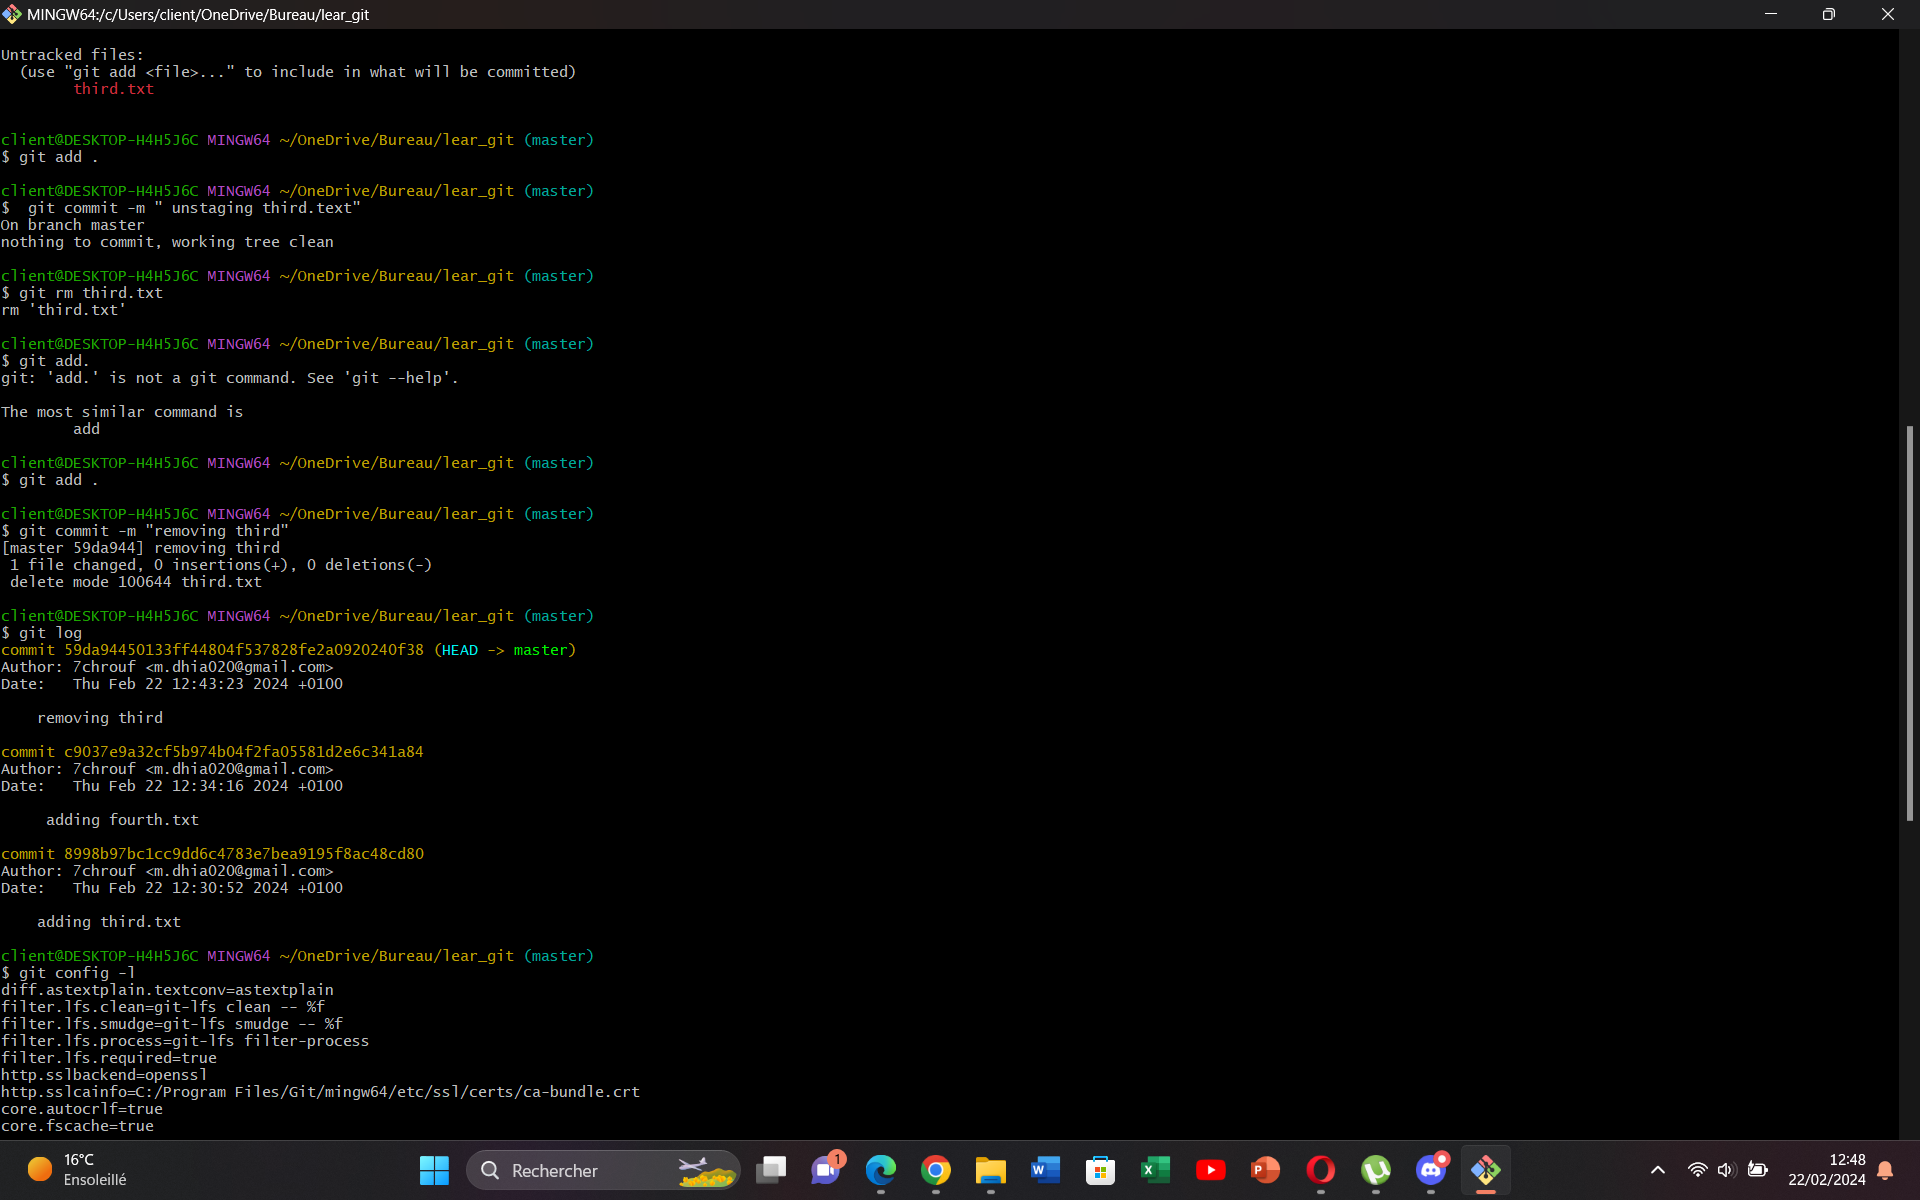 MINGW64:/c/Users/client/OneDrive/Bureau/lear_git
Untracked files:
  (use "git add <file>..." to include in what will be committed)
        third.txt
client@DESKTOP-H4H5J6C MINGW64 ~/OneDrive/Bureau/lear_git (master)
$ git add .
client@DESKTOP-H4H5J6C MINGW64 ~/OneDrive/Bureau/lear_git (master)
$  git commit -m " unstaging third.text"
On branch master
nothing to commit, working tree clean
client@DESKTOP-H4H5J6C MINGW64 ~/OneDrive/Bureau/lear_git (master)
$ git rm third.txt
rm 'third.txt'
client@DESKTOP-H4H5J6C MINGW64 ~/OneDrive/Bureau/lear_git (master)
$ git add.
git: 'add.' is not a git command. See 'git --help'.
The most similar command is
        add
client@DESKTOP-H4H5J6C MINGW64 ~/OneDrive/Bureau/lear_git (master)
$ git add .
client@DESKTOP-H4H5J6C MINGW64 ~/OneDrive/Bureau/lear_git (master)
$ git commit -m "removing third"
[master 59da944] removing third
 1 file changed, 0 insertions(+), 0 deletions(-)
 delete mode 100644 third.txt
client@DESKTOP-H4H5J6C MINGW64 ~/OneDrive/Bureau/lear_git (master)
$ git log
commit 59da94450133ff44804f537828fe2a0920240f38 (HEAD -> master)
Author: 7chrouf <m.dhia020@gmail.com>
Date:   Thu Feb 22 12:43:23 2024 +0100
    removing third
commit c9037e9a32cf5b974b04f2fa05581d2e6c341a84
Author: 7chrouf <m.dhia020@gmail.com>
Date:   Thu Feb 22 12:34:16 2024 +0100
     adding fourth.txt
commit 8998b97bc1cc9dd6c4783e7bea9195f8ac48cd80
Author: 7chrouf <m.dhia020@gmail.com>
Date:   Thu Feb 22 12:30:52 2024 +0100
    adding third.txt
client@DESKTOP-H4H5J6C MINGW64 ~/OneDrive/Bureau/lear_git (master)
$ git config -l
diff.astextplain.textconv=astextplain
filter.lfs.clean=git-lfs clean -- %f
filter.lfs.smudge=git-lfs smudge -- %f
filter.lfs.process=git-lfs filter-process
filter.lfs.required=true
http.sslbackend=openssl
http.sslcainfo=C:/Program Files/Git/mingw64/etc/ssl/certs/ca-bundle.crt
core.autocrlf=true
core.fscache=true
16°C
Ensoleillé
Rechercher
1
12:48
22/02/2024